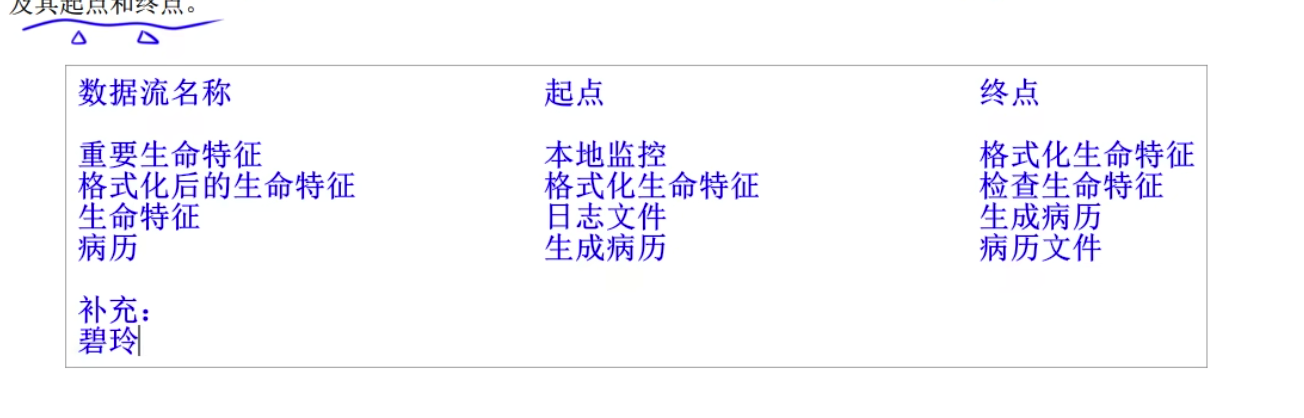 及其起点和终点。
数据流名称 起点 终点
重要生命特征 本地监控 格式化生命特征
格式化后的生命特征 格式化生命特征 检查生命特征
生命特征 日志文件 生成病历
病历 生成病历 病历文件
补充：
碧玲